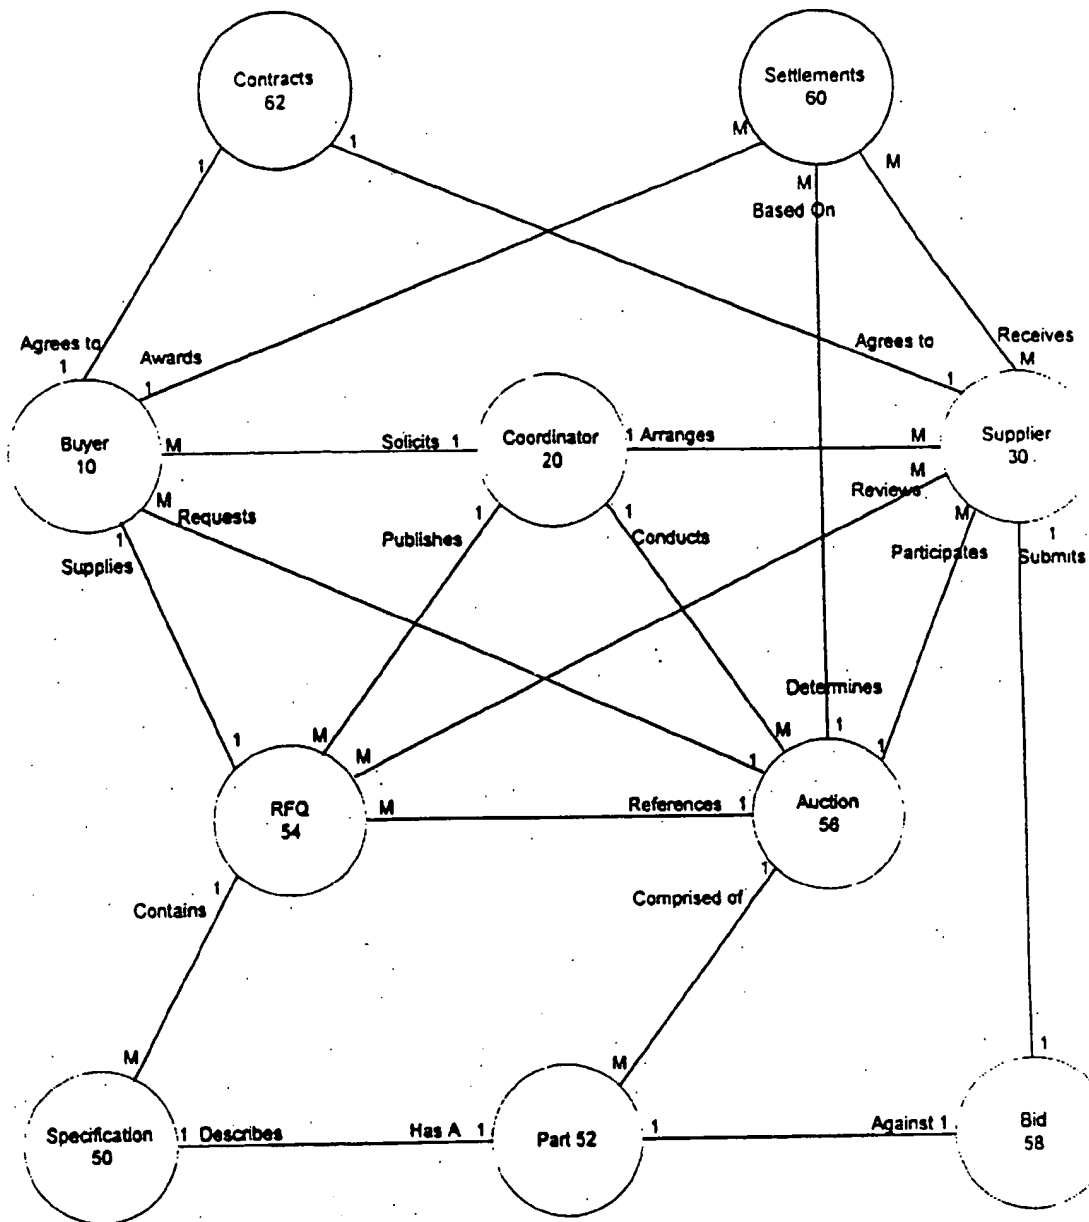 Contracts
62
Settlements
60
1
1
M
M
M
Based On
Agrees to
1
Awards
1
Agrees to
1
Receives
M
Buyer
10
M
Solicits 1
Coordinator
20
1 Arranges
M
Supplier
30
M
Requests
1
Supplies
1
Publishes
1
Conducts
Reviews
M
M
Participates
1
Submits
Determines
1
M
M
1
M
1
1
RFQ
54
M
References 1
Auction
56
1
Contains
1
Comprised of
M
M
1
Specification
50
1 Describes
Has A 1
Part 52
1
Against 1
Bid
58